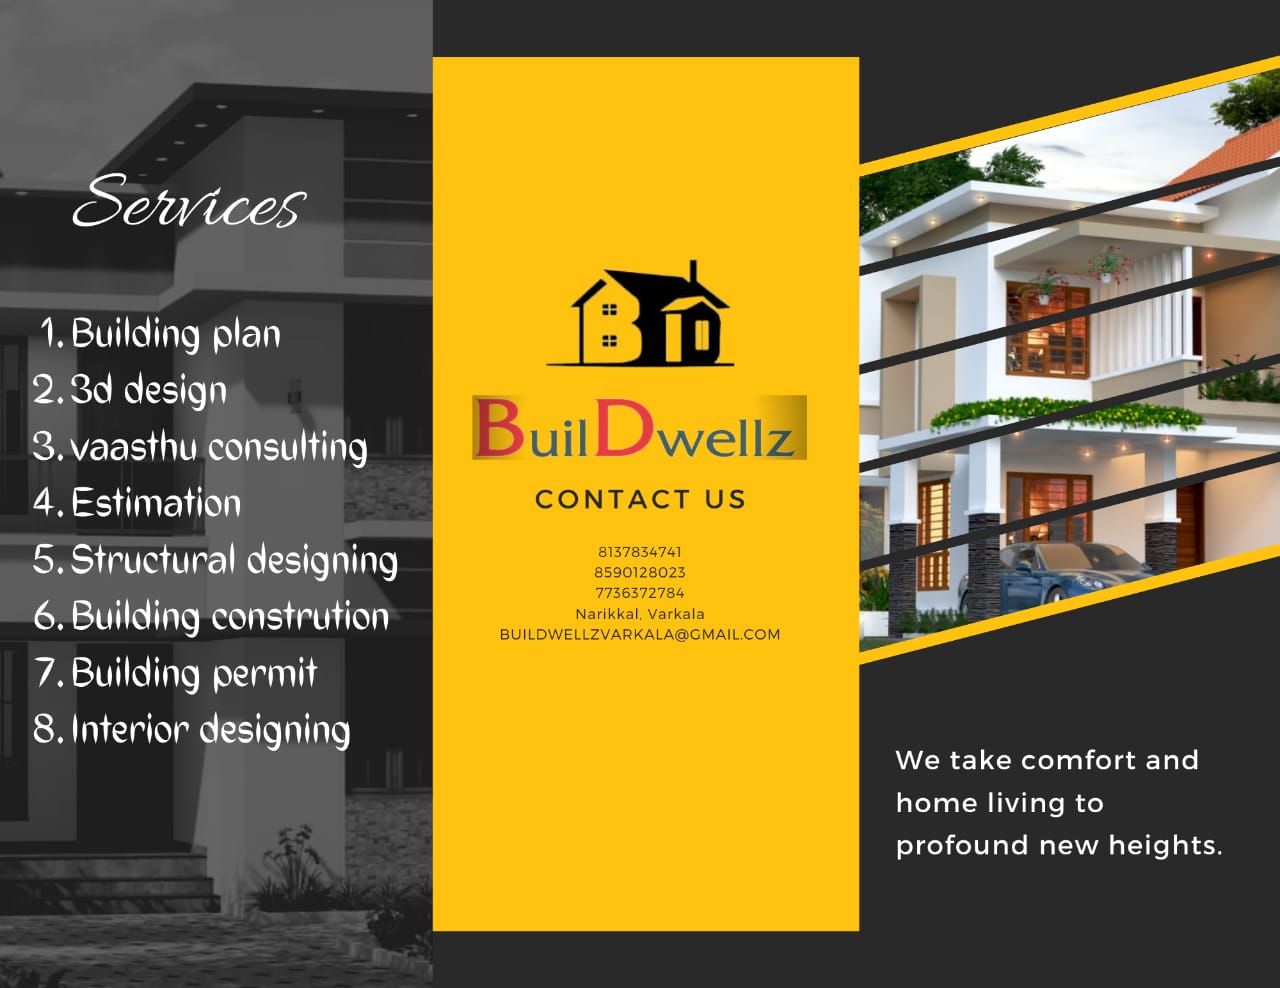 Services
1. Building plan
2. 3d design
3. vaasthu consulting
4. Estimation
5. Structural designing
6. Building constrution
7. Building permit
8. Interior designing
BuilDwellz
CONTACT US
8137834741
8590128023
7736372784
Narikkal, Varkala
BUILDWELLZVARKALA@GMAIL.COM
We take comfort and
home living to
profound new heights.